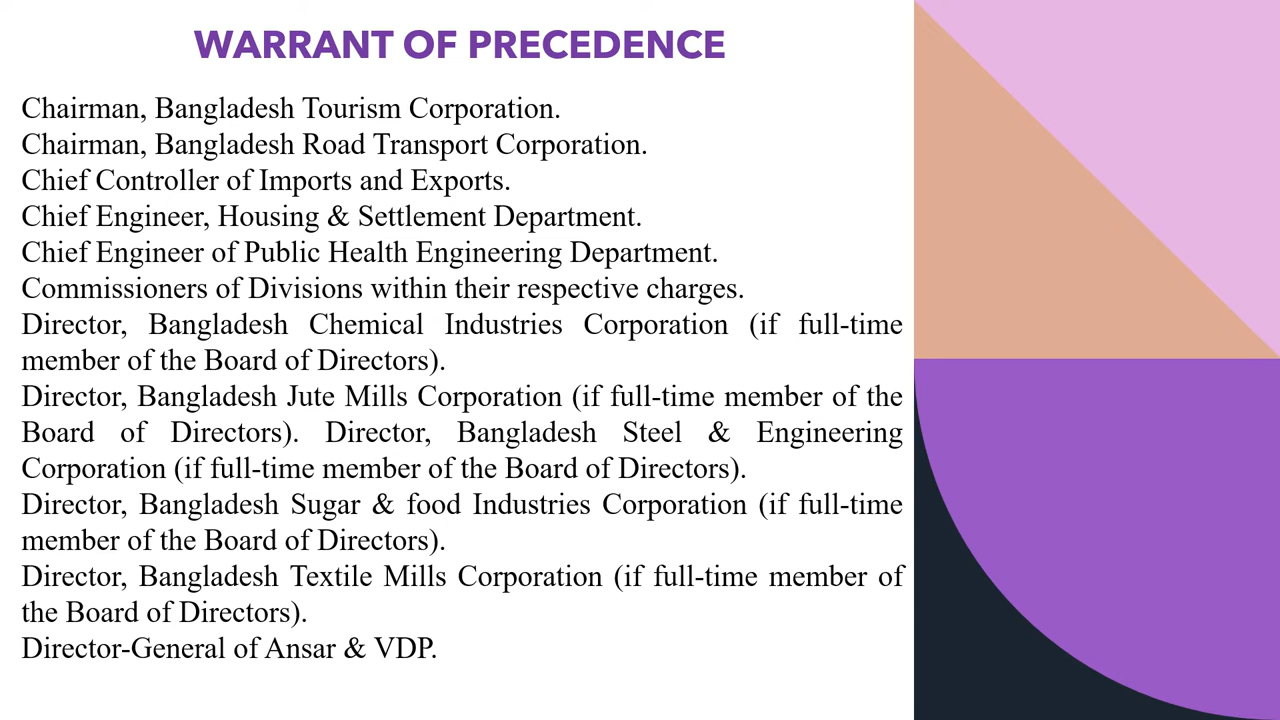 WARRANT OF PRECEDENCE
Chairman, Bangladesh Tourism Corporation.
Chairman, Bangladesh Road Transport Corporation.
Chief Controller of Imports and Exports.
Chief Engineer, Housing & Settlement Department.
Chief Engineer of Public Health Engineering Department.
Commissioners of Divisions within their respective charges.
Director, Bangladesh Chemical Industries Corporation (if full-time
member of the Board of Directors).
Director, Bangladesh Jute Mills Corporation (if full-time member of the
Board of Directors). Director, Bangladesh Steel & Engineering
Corporation (if full-time member of the Board of Directors).
Director, Bangladesh Sugar & food Industries Corporation (if full-time
member of the Board of Directors).
Director, Bangladesh Textile Mills Corporation (if full-time member of
the Board of Directors).
Director-General of Ansar & VDP.